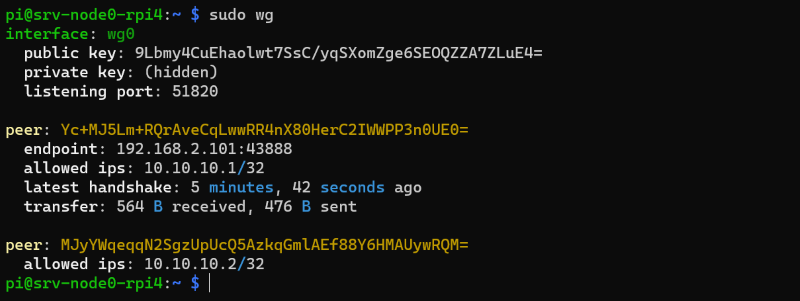 pi@srv-node0-rpi4:~ $ sudo wg
interface: wg0
public key: 9Lbmy4CuEhaolwt7SsC/yqSXomZge6SEOQZZA7ZLuE4=
private key: (hidden)
listening port: 51820
peer: Yc+MJ5Lm+RQrAveCqLwwRR4nX80HerC2IWWPP3n0UE0=
endpoint: 192.168.2.101:43888
allowed ips: 10.10.10.1/32
latest handshake: 5 minutes, 42 seconds ago
transfer: 564 B received, 476 B sent
peer: MJyYWqeqqN2SgzUpUcQ5AzkqGmlAEf88Y6HMAUywRQM=
allowed ips: 10.10.10.2/32
pi@srv-node0-rpi4:~ $